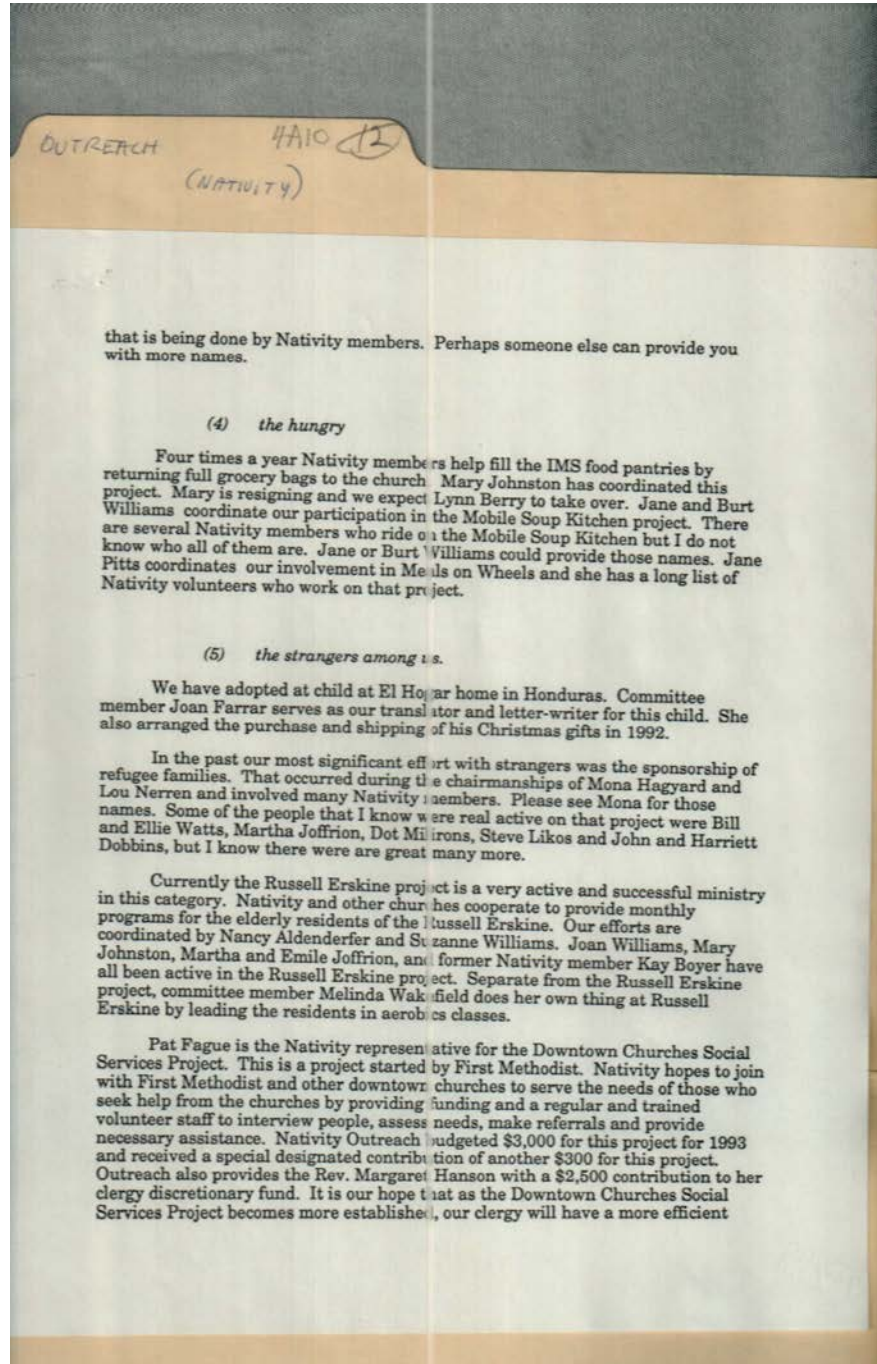 OUTREACH 4A10 12
(NATIVITY)
that is being done by Nativity members. Perhaps someone else can provide you
with more names.
(4) the hungry
Four times a year Nativity members help fill the IMS food pantries by
returning full grocery bags to the church Mary Johnston has coordinated this
project. Mary is resigning and we expect Lynn Berry to take over. Jane and Burt
Williams coordinate our participation in the Mobile Soup Kitchen project. There
are several Nativity members who ride on the Mobile Soup Kitchen but I do not
know who all of them are. Jane or Burt Williams could provide those names. Jane
Pitts coordinates our involvement in Meals on Wheels and she has a long list of
Nativity volunteers who work on that project.
(5) the strangers among us.
We have adopted at child at El Hogar home in Honduras. Committee
member Joan Farrar serves as our translator and letter-writer for this child. She
also arranged the purchase and shipping of his Christmas gifts in 1992.
In the past our most significant effort with strangers was the sponsorship of
refugee families. That occurred during the chairmanships of Mona Hagyard and
Lou Nerren and involved many Nativity members. Please see Mona for those
names. Some of the people that I know were real active on that project were Bill
and Ellie Watts, Martha Joffrion, Dot Milirons, Steve Likos and John and Harriett
Dobbins, but I know there were are great many more.
Currently the Russell Erskine project is a very active and successful ministry
in this category. Nativity and other churches cooperate to provide monthly
programs for the elderly residents of the Russell Erskine. Our efforts are
coordinated by Nancy Aldenderfer and Suzanne Williams. Joan Williams, Mary
Johnston, Martha and Emile Joffrion, and former Nativity member Kay Boyer have
all been active in the Russell Erskine project. Separate from the Russell Erskine
project, committee member Melinda Wakefield does her own thing at Russell
Erskine by leading the residents in aerobics classes.
Pat Fague is the Nativity representative for the Downtown Churches Social
Services Project. This is a project started by First Methodist. Nativity hopes to join
with First Methodist and other downtown churches to serve the needs of those who
seek help from the churches by providing funding and a regular and trained
volunteer staff to interview people, assess needs, make referrals and provide
necessary assistance. Nativity Outreach budgeted $3,000 for this project for 1993
and received a special designated contribution of another $300 for this project.
Outreach also provides the Rev. Margaret Hanson with a $2,500 contribution to her
clergy discretionary fund. It is our hope that as the Downtown Churches Social
Services Project becomes more established, our clergy will have a more efficient